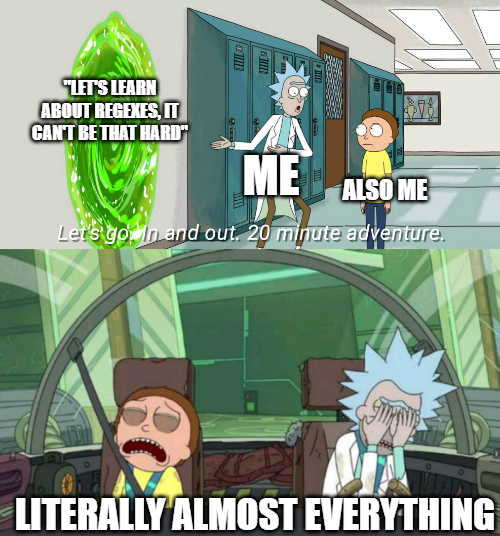 "LET'S LEARN
ABOUT REGEXES, IT
CAN'T BE THAT HARD"
ME
ALSO ME
Let's go. In and out. 20 minute adventure.
LITERALLY ALMOST EVERYTHING